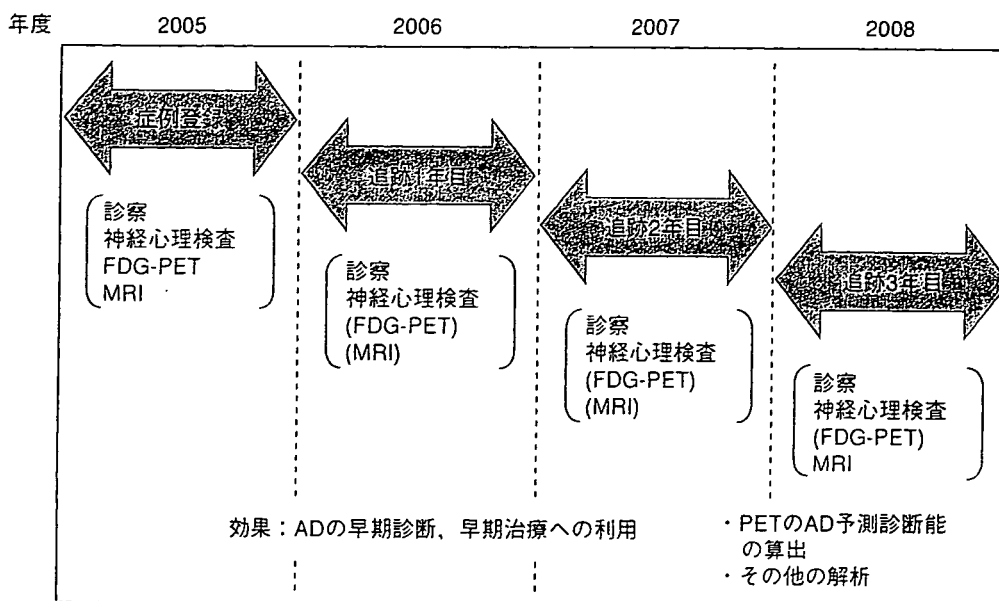 年度 2005 2006 2007 2008
症例登録
診察
神経心理検査
FDG-PET
MRI
追跡1年目
診察
神経心理検査
(FDG-PET)
(MRI)
追跡2年目
診察
神経心理検査
(FDG-PET)
(MRI)
追跡3年目
診察
神経心理検査
(FDG-PET)
MRI
効果：ADの早期診断、早期治療への利用
・PETのAD予測診断能
の算出
・その他の解析